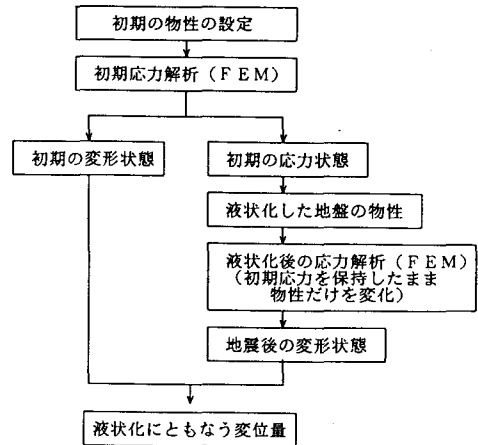 初期の物性の設定
初期応力解析(FEM)
初期の変形状態
初期の応力状態
液状化した地盤の物性
液状化後の応力解析(FEM)
(初期応力を保持したまま
物性だけを変化)
地震後の変形状態
液状化にともなう変位量